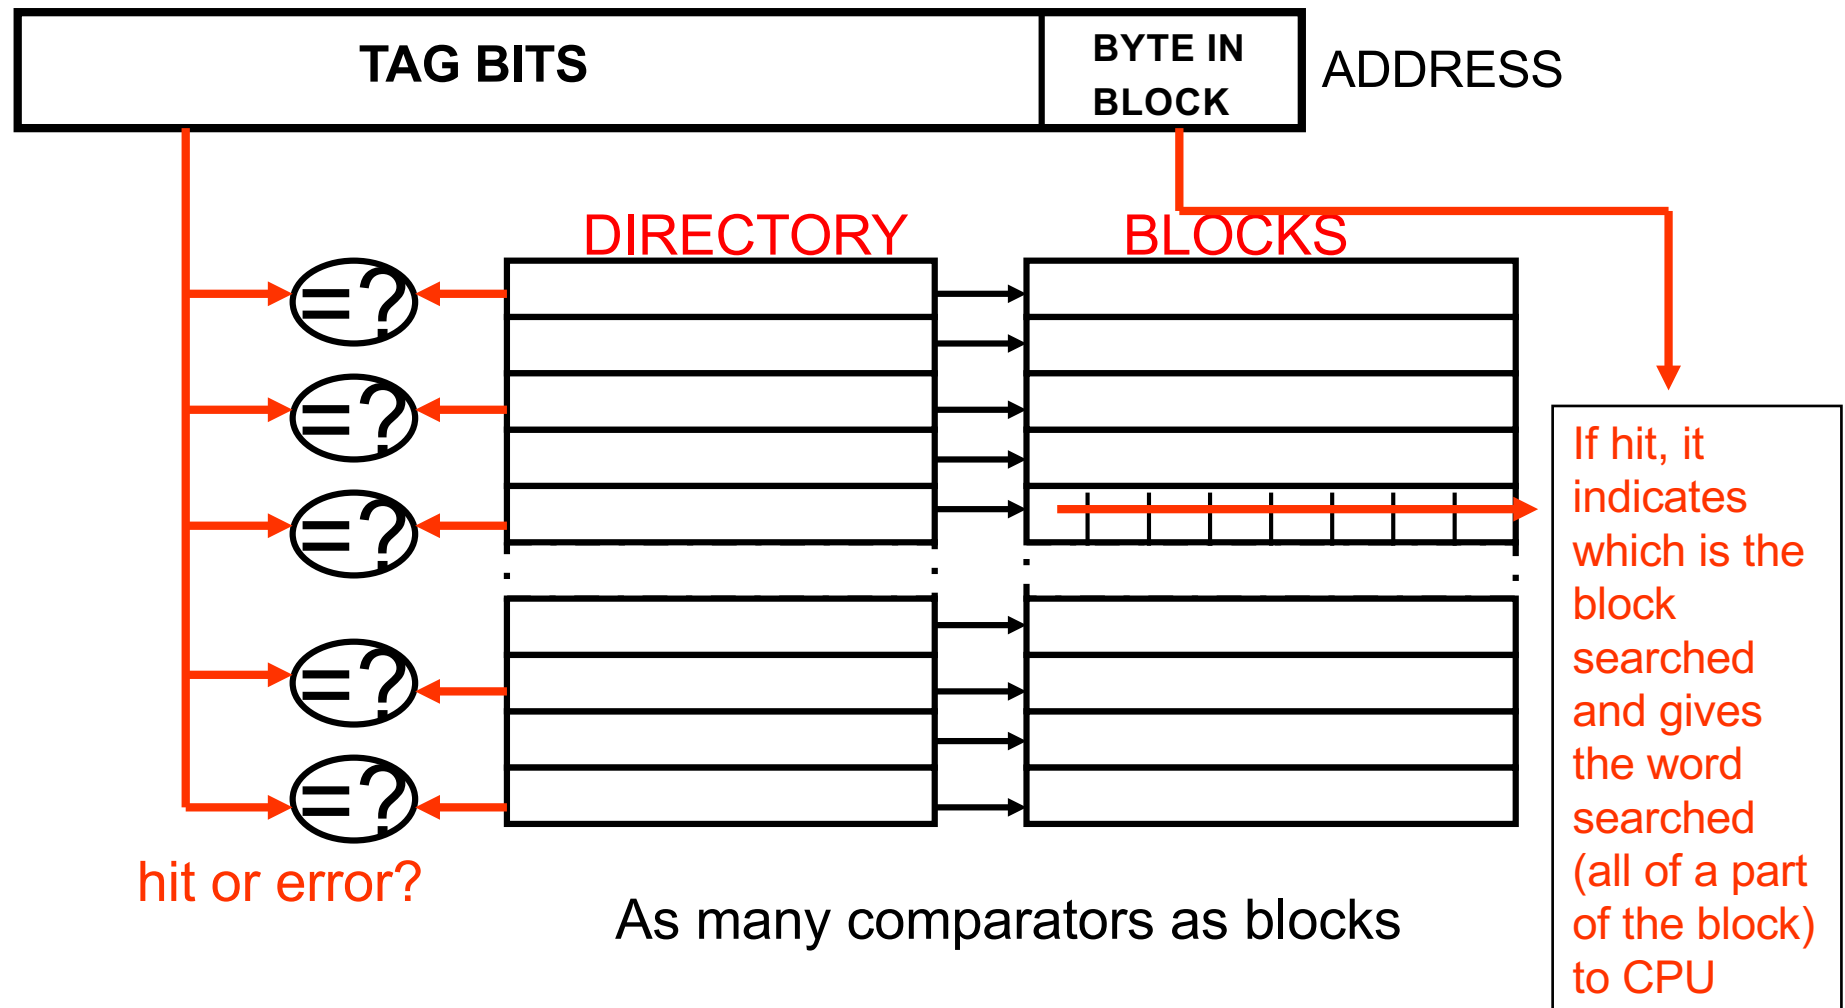 TAG BITS
BYTE IN
BLOCK
ADDRESS
DIRECTORY
BLOCKS
=?
=?
=?
=?
=?
hit or error?
As many comparators as blocks
If hit, it
indicates
which is the
block
searched
and gives
the word
searched
(all of a part
of the block)
to CPU